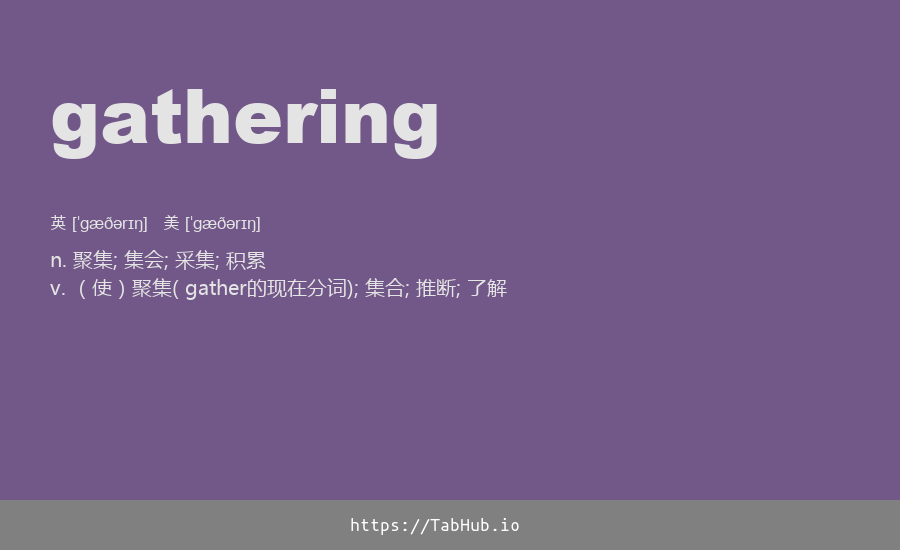 gathering
英 [ˈgæðərɪŋ]   美 [ˈgæðərɪŋ]
n. 聚集; 集会; 采集; 积累
v. （使）聚集( gather的现在分词); 集合; 推断; 了解
https://TabHub.io